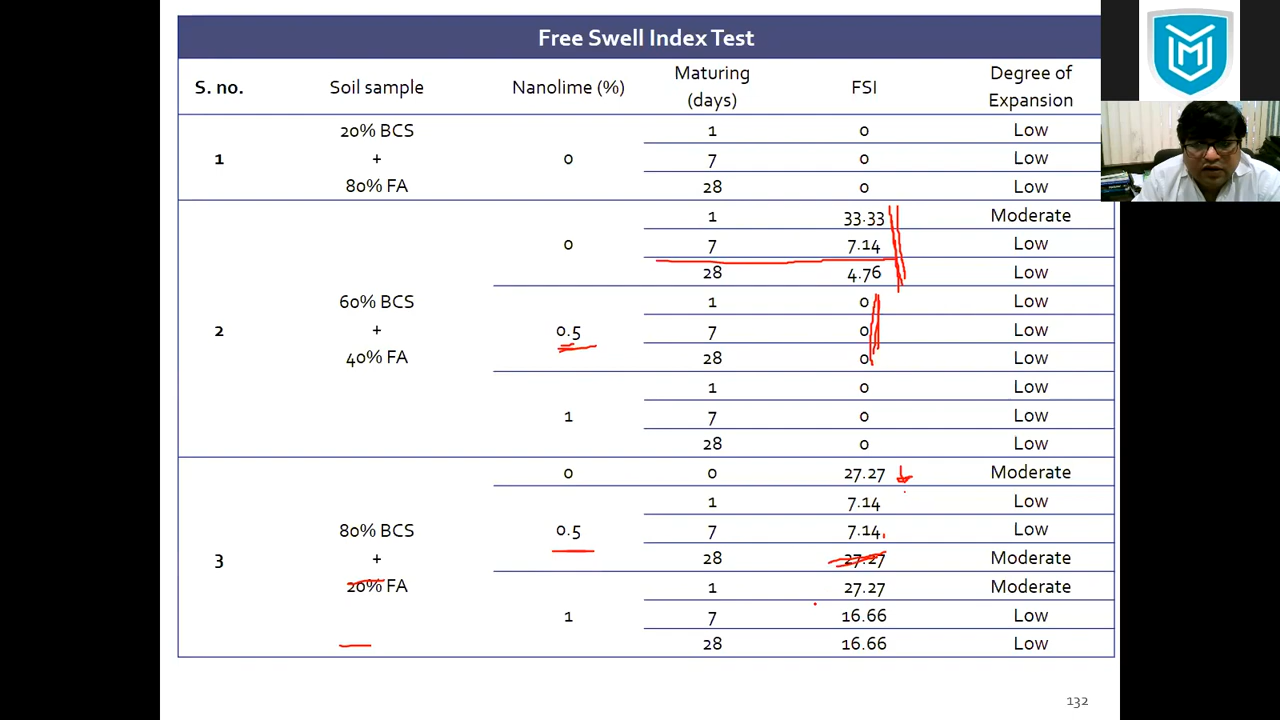 Free Swell Index Test
S. no. Soil sample Nanolime (%) Maturing (days) FSI Degree of Expansion
1 20% BCS + 80% FA 0 1 0 Low
7 0 Low
28 0 Low
2 60% BCS + 40% FA 0 1 33.33 Moderate
7 7.14 Low
28 4.76 Low
0.5 1 0 Low
7 0 Low
28 0 Low
1 1 0 Low
7 0 Low
28 0 Low
3 80% BCS + 20% FA 0 0 27.27 Moderate
0.5 1 7.14 Low
7 7.14 Low
28 27.27 Moderate
1 1 27.27 Moderate
7 16.66 Low
28 16.66 Low
132